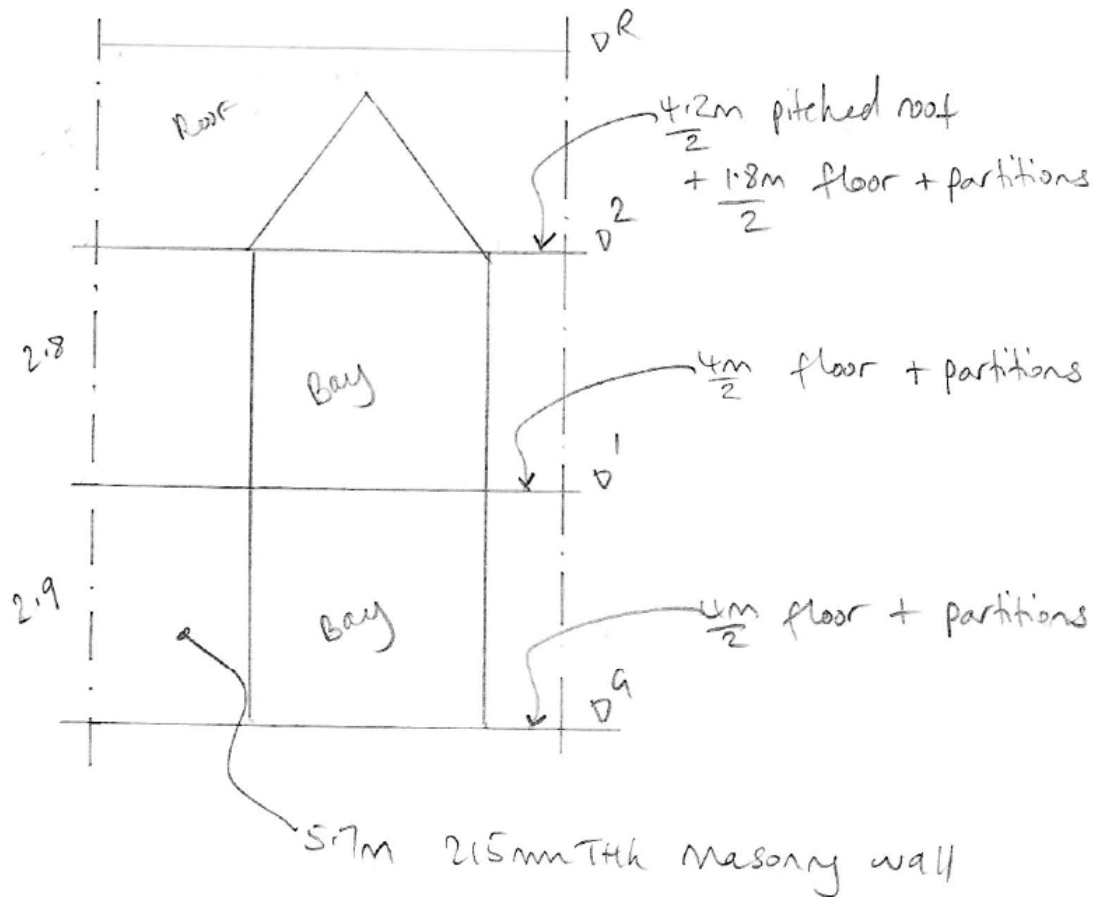 ▽R
Roof
4.2m pitched roof
2
+ 1.8m floor + partitions
2
▽2
2.8
Bay
4m floor + partitions
2
▽1
2.9
Bay
4m floor + partitions
2
▽G
5.7m 215mm THK masonry wall